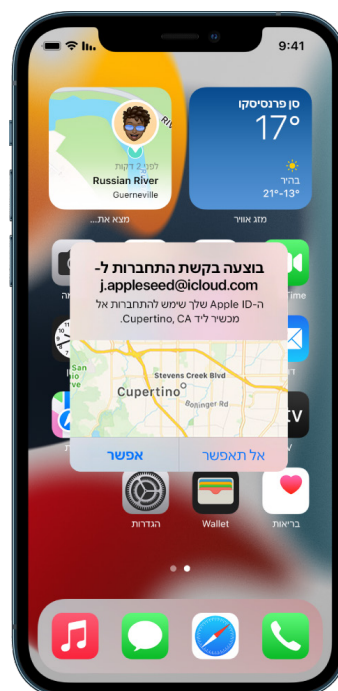 9:41
סן פרנסיסקו
17°
בהיר
21°-13°
מזג אוויר
לפני 2 דקות
Russian River
Guerneville
מצא את...
בוצעה בקשת התחברות ל-
j.appleseed@icloud.com
ה-Apple ID שלך שימש להתחברות אל
מכשיר ליד Cupertino, CA.
Stevens Creek Blvd
Cupertino
Bollinger Rd
אל תאפשר
אפשר
בריאות
Wallet
הגדרות